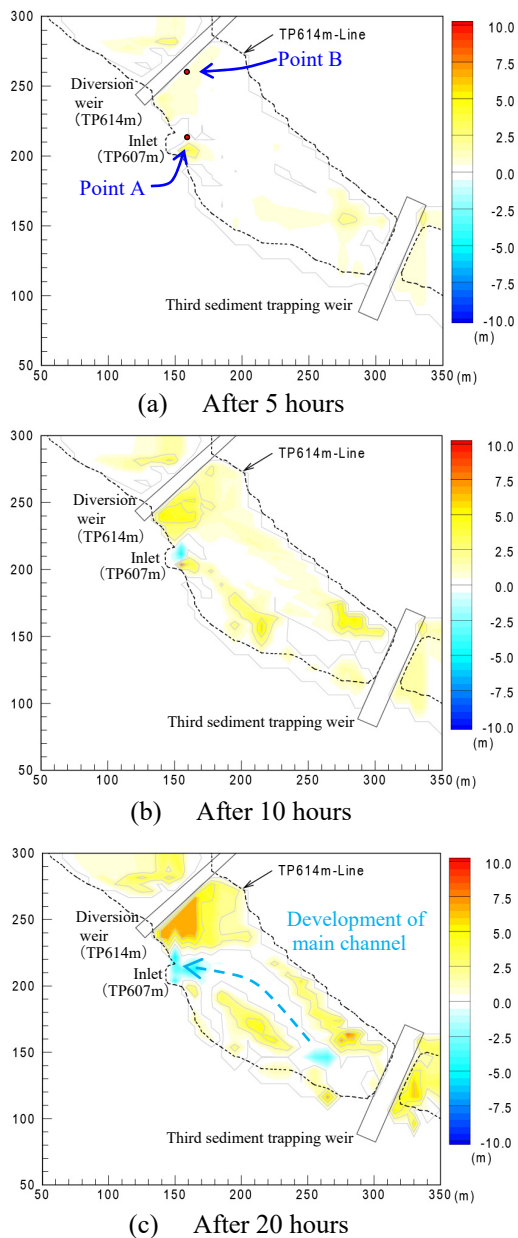 300
250
200
150
100
50
50 100 150 200 250 300 350 (m)
TP614m-Line
Point B
Diversion
weir
(TP614m)
Inlet
(TP607m)
Point A
Third sediment trapping weir
10.0
7.5
5.0
2.5
0.0
-2.5
-5.0
-7.5
-10.0
(m)
(a) After 5 hours
300
250
200
150
100
50
50 100 150 200 250 300 350
TP614m-Line
Diversion
weir
(TP614m)
Inlet
(TP607m)
Third sediment trapping weir
10.0
7.5
5.0
2.5
0.0
-2.5
-5.0
-7.5
-10.0
(m)
(b) After 10 hours
300
250
200
150
100
50
50 100 150 200 250 300 350
TP614m-Line
Diversion
weir
(TP614m)
Development of
main channel
Inlet
(TP607m)
Third sediment trapping weir
10.0
7.5
5.0
2.5
0.0
-2.5
-5.0
-7.5
-10.0
(m)
(c) After 20 hours